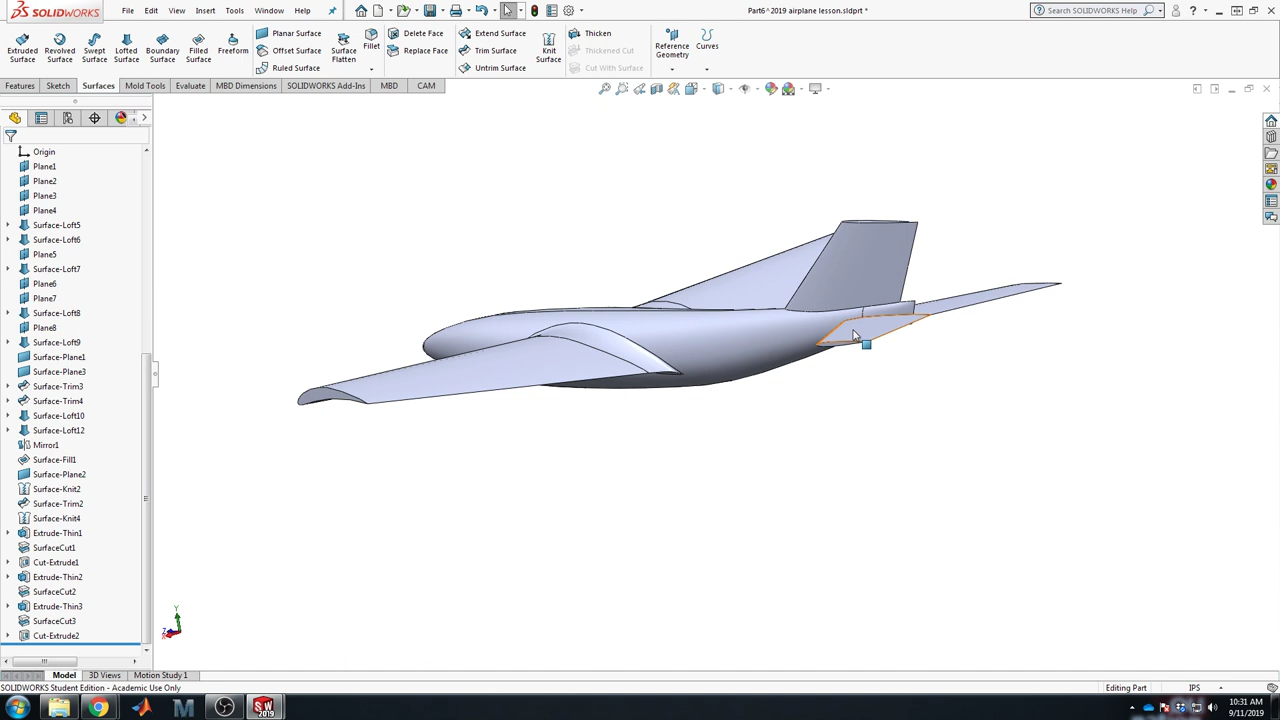 SOLIDWORKS
File
Edit
View
Insert
Tools
Window
Help
Part6^2019 airplane lesson.sldprt *
Search SOLIDWORKS Help
Extruded Surface
Revolved Surface
Swept Surface
Lofted Surface
Boundary Surface
Filled Surface
Freeform
Planar Surface
Offset Surface
Ruled Surface
Surface Flatten
Fillet
Delete Face
Replace Face
Extend Surface
Trim Surface
Untrim Surface
Knit Surface
Thicken
Thickened Cut
Cut With Surface
Reference Geometry
Curves
Features
Sketch
Surfaces
Mold Tools
Evaluate
MBD Dimensions
SOLIDWORKS Add-Ins
MBD
CAM
Origin
Plane1
Plane2
Plane3
Plane4
Surface-Loft5
Surface-Loft6
Plane5
Surface-Loft7
Plane6
Plane7
Surface-Loft8
Plane8
Surface-Loft9
Surface-Plane1
Surface-Plane3
Surface-Trim3
Surface-Trim4
Surface-Loft10
Surface-Loft12
Mirror1
Surface-Fill1
Surface-Plane2
Surface-Knit2
Surface-Trim2
Surface-Knit4
Extrude-Thin1
SurfaceCut1
Cut-Extrude1
Extrude-Thin2
SurfaceCut2
Extrude-Thin3
SurfaceCut3
Cut-Extrude2
Y
Z
Model
3D Views
Motion Study 1
SOLIDWORKS Student Edition - Academic Use Only
Editing Part
IPS
SW
2019
10:31 AM
9/11/2019